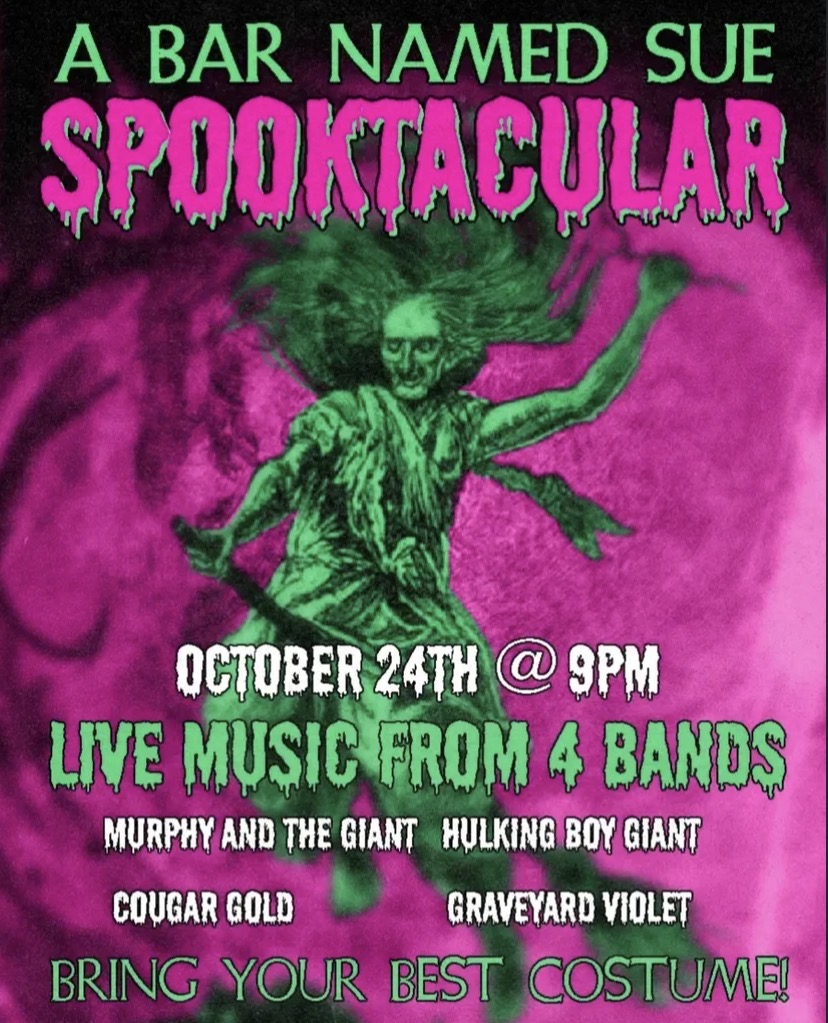 A BAR NAMED SUE
SPOOKTACULAR
OCTOBER 24TH @ 9PM
LIVE MUSIC FROM 4 BANDS
MURPHY AND THE GIANT HULKING BOY GIANT
COUGAR GOLD GRAVEYARD VIOLET
BRING YOUR BEST COSTUME!